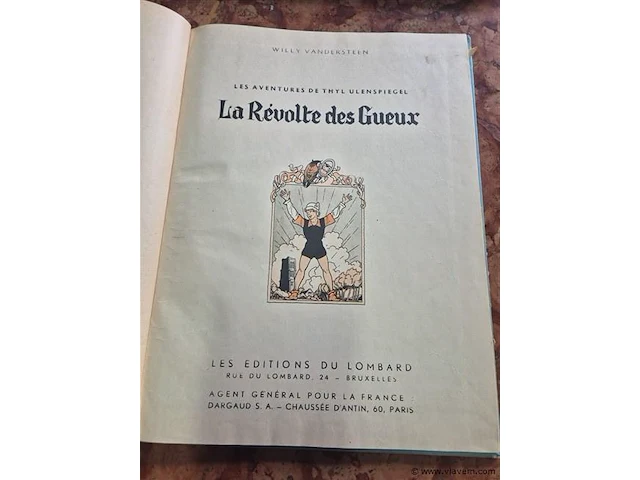 WILLY VANDERSTEEN
LES AVENTURES DE THYL ULENSPIEGEL
La Révolte des Gueux
LES EDITIONS DU LOMBARD
RUE DU LOMBARD, 24 – BRUXELLES
AGENT GÉNÉRAL POUR LA FRANCE :
DARGAUD S. A. – CHAUSSÉE D'ANTIN, 60, PARIS
© www.viavem.com